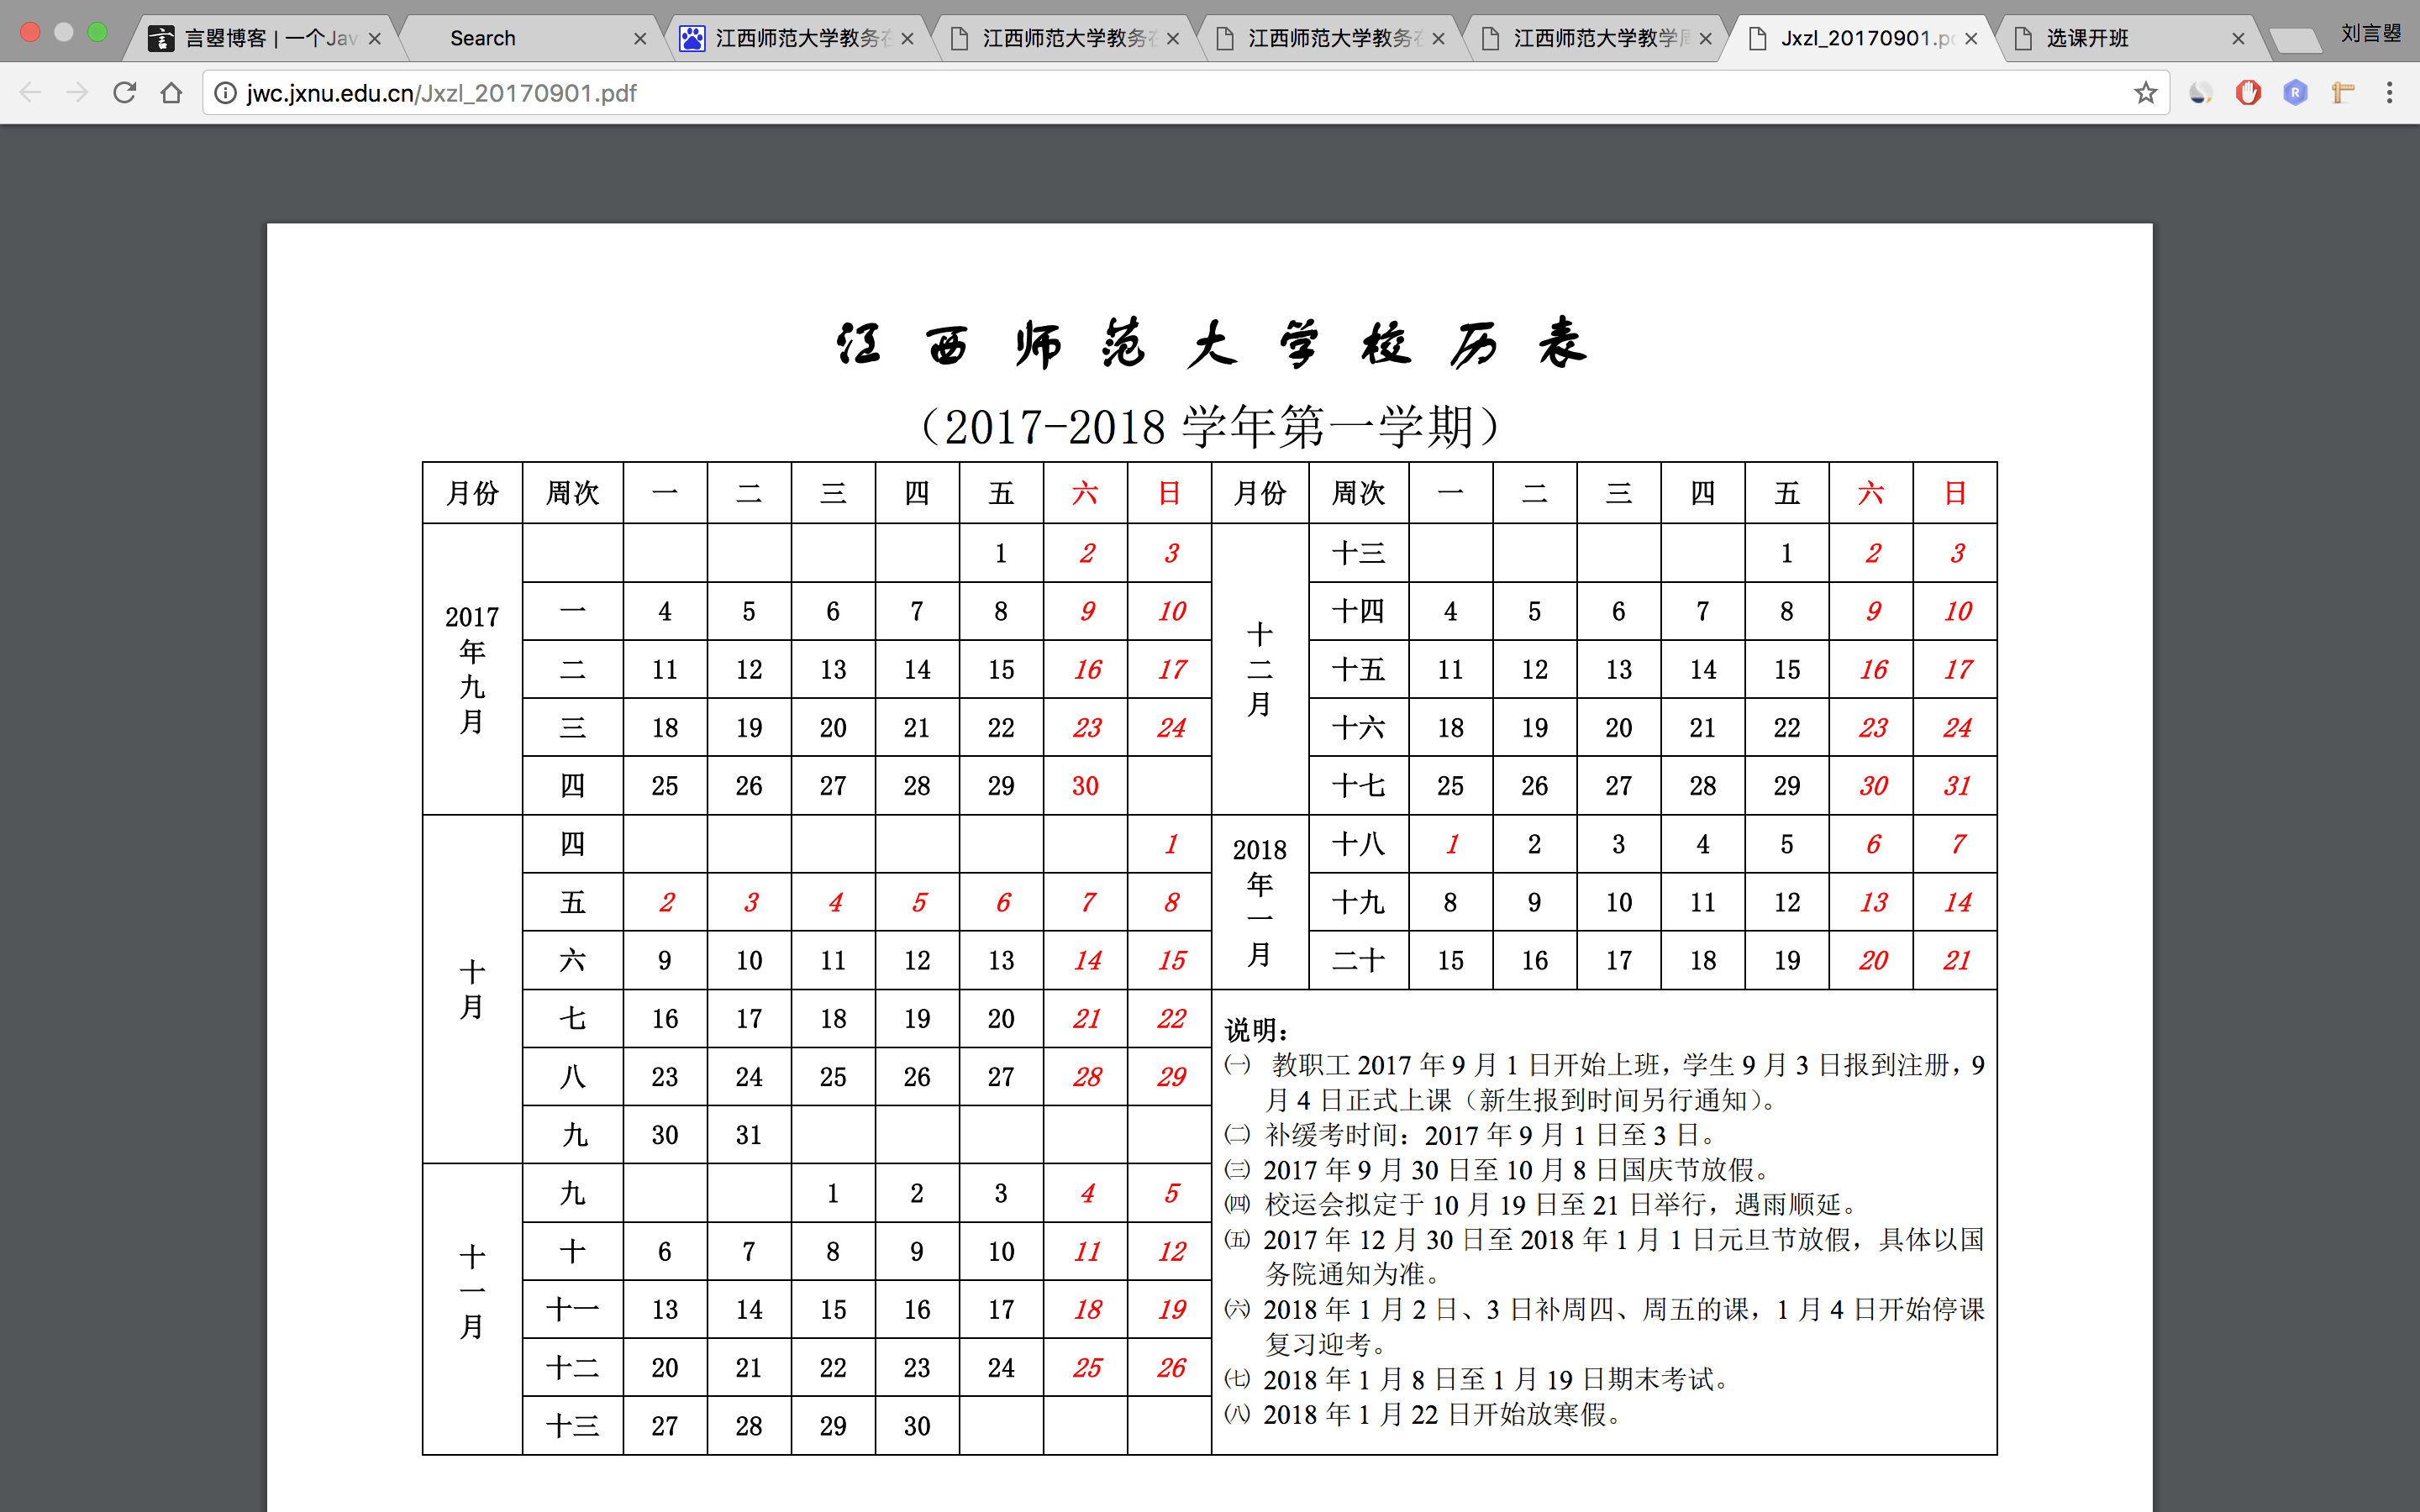 言曌博客 | 一个Jav
Search
江西师范大学教务在
江西师范大学教务在
江西师范大学教务在
江西师范大学教学周
Jxzl_20170901.pd
选课开班
刘言曌
jwc.jxnu.edu.cn/Jxzl_20170901.pdf
江西师范大学校历表
（2017-2018 学年第一学期）
月份 周次 一 二 三 四 五 六 日 月份 周次 一 二 三 四 五 六 日
2017年九月
1 2 3
一 4 5 6 7 8 9 10
二 11 12 13 14 15 16 17
三 18 19 20 21 22 23 24
四 25 26 27 28 29 30
十月
四 1
五 2 3 4 5 6 7 8
六 9 10 11 12 13 14 15
七 16 17 18 19 20 21 22
八 23 24 25 26 27 28 29
九 30 31
十一月
九 1 2 3 4 5
十 6 7 8 9 10 11 12
十一 13 14 15 16 17 18 19
十二 20 21 22 23 24 25 26
十三 27 28 29 30
十二月
十三 1 2 3
十四 4 5 6 7 8 9 10
十五 11 12 13 14 15 16 17
十六 18 19 20 21 22 23 24
十七 25 26 27 28 29 30 31
2018年一月
十八 1 2 3 4 5 6 7
十九 8 9 10 11 12 13 14
二十 15 16 17 18 19 20 21
说明：
㈠ 教职工 2017 年 9 月 1 日开始上班，学生 9 月 3 日报到注册，9
月 4 日正式上课（新生报到时间另行通知）。
㈡ 补缓考时间：2017 年 9 月 1 日至 3 日。
㈢ 2017 年 9 月 30 日至 10 月 8 日国庆节放假。
㈣ 校运会拟定于 10 月 19 日至 21 日举行，遇雨顺延。
㈤ 2017 年 12 月 30 日至 2018 年 1 月 1 日元旦节放假，具体以国
务院通知为准。
㈥ 2018 年 1 月 2 日、3 日补周四、周五的课，1 月 4 日开始停课
复习迎考。
㈦ 2018 年 1 月 8 日至 1 月 19 日期末考试。
㈧ 2018 年 1 月 22 日开始放寒假。